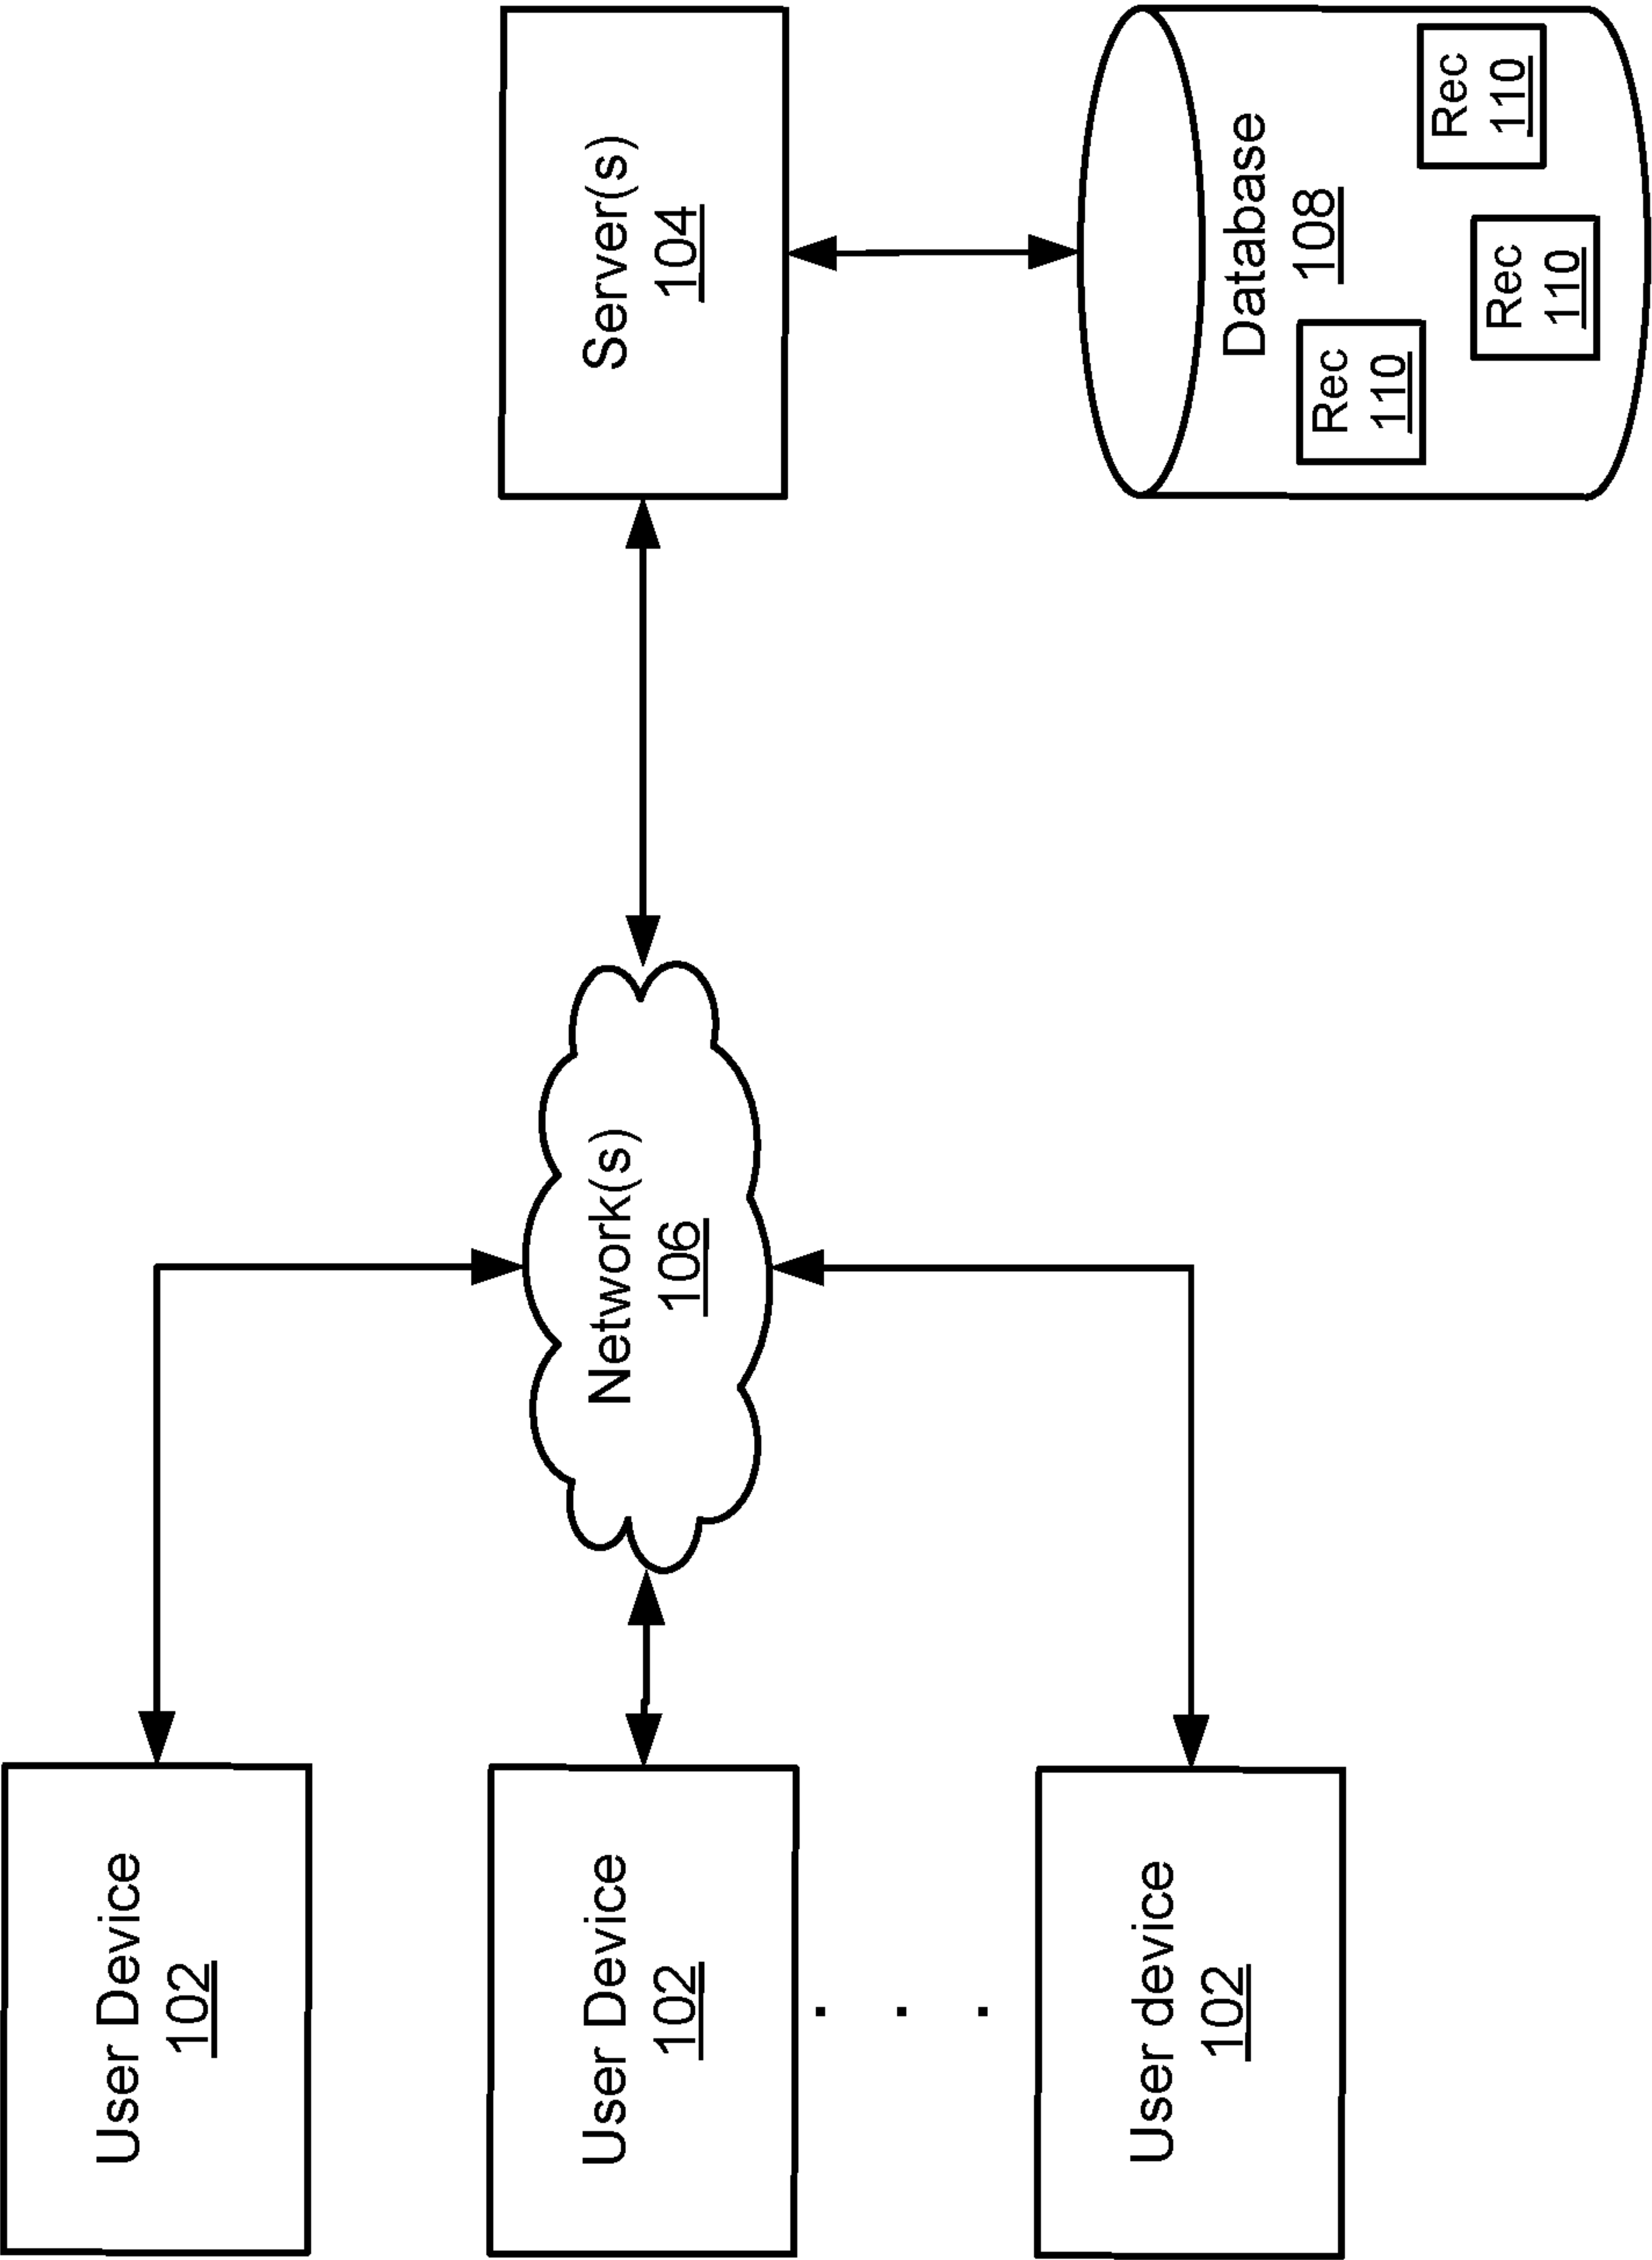 User Device
102
User Device
102
. . .
User device
102
Network(s)
106
Server(s)
104
Database
108
Rec
110
Rec
110
Rec
110